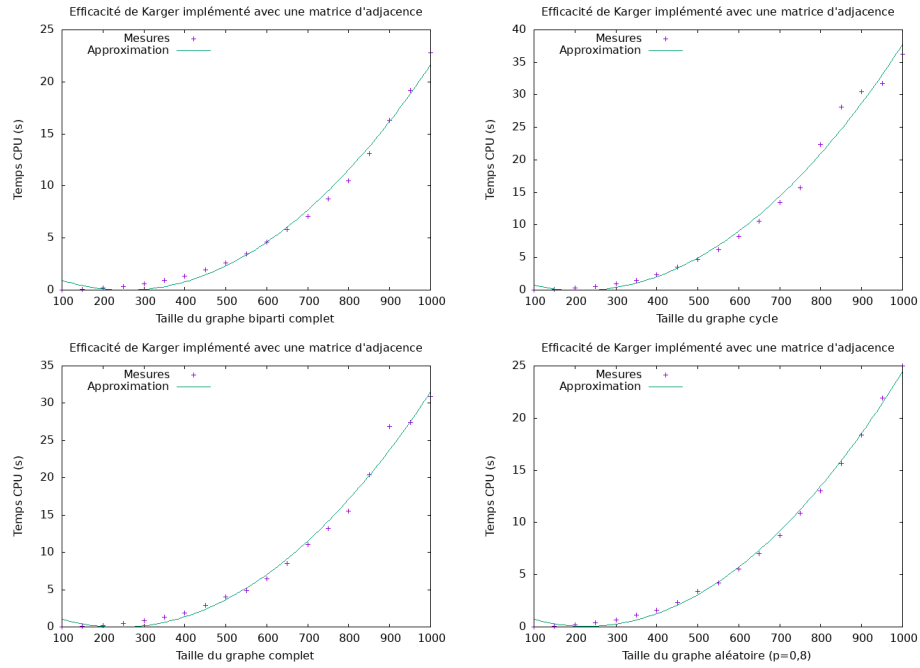 Efficacité de Karger implémenté avec une matrice d'adjacence
Mesures
Approximation
Temps CPU (s)
25
20
15
10
5
0
100 200 300 400 500 600 700 800 900 1000
Taille du graphe biparti complet
Efficacité de Karger implémenté avec une matrice d'adjacence
Mesures
Approximation
Temps CPU (s)
40
35
30
25
20
15
10
5
0
100 200 300 400 500 600 700 800 900 1000
Taille du graphe cycle
Efficacité de Karger implémenté avec une matrice d'adjacence
Mesures
Approximation
Temps CPU (s)
35
30
25
20
15
10
5
0
100 200 300 400 500 600 700 800 900 1000
Taille du graphe complet
Efficacité de Karger implémenté avec une matrice d'adjacence
Mesures
Approximation
Temps CPU (s)
25
20
15
10
5
0
100 200 300 400 500 600 700 800 900 1000
Taille du graphe aléatoire (p=0,8)